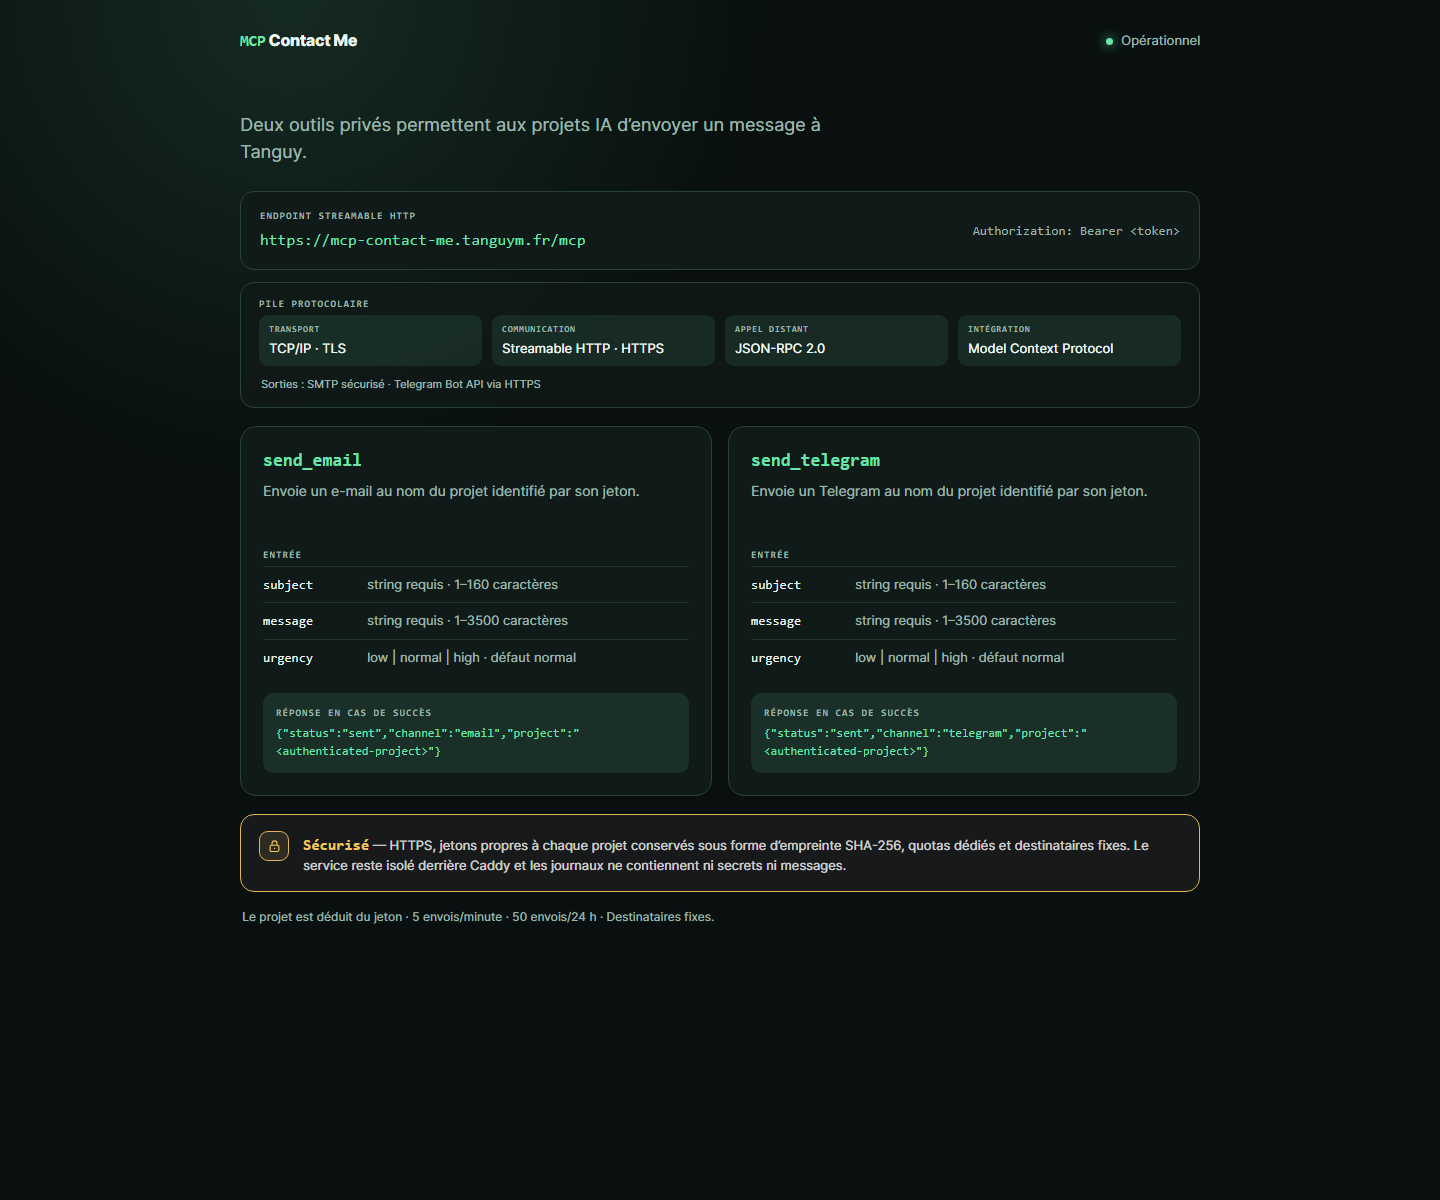 MCP Contact Me
Opérationnel
Deux outils privés permettent aux projets IA d’envoyer un message à
Tanguy.
ENDPOINT STREAMABLE HTTP
https://mcp-contact-me.tanguym.fr/mcp
Authorization: Bearer <token>
PILE PROTOCOLAIRE
TRANSPORT
TCP/IP · TLS
COMMUNICATION
Streamable HTTP · HTTPS
APPEL DISTANT
JSON-RPC 2.0
INTÉGRATION
Model Context Protocol
Sorties : SMTP sécurisé · Telegram Bot API via HTTPS
send_email
Envoie un e-mail au nom du projet identifié par son jeton.
ENTRÉE
subject string requis · 1–160 caractères
message string requis · 1–3500 caractères
urgency low | normal | high · défaut normal
RÉPONSE EN CAS DE SUCCÈS
{"status":"sent","channel":"email","project":"
<authenticated-project>"}
send_telegram
Envoie un Telegram au nom du projet identifié par son jeton.
ENTRÉE
subject string requis · 1–160 caractères
message string requis · 1–3500 caractères
urgency low | normal | high · défaut normal
RÉPONSE EN CAS DE SUCCÈS
{"status":"sent","channel":"telegram","project":"
<authenticated-project>"}
Sécurisé — HTTPS, jetons propres à chaque projet conservés sous forme d’empreinte SHA-256, quotas dédiés et destinataires fixes. Le
service reste isolé derrière Caddy et les journaux ne contiennent ni secrets ni messages.
Le projet est déduit du jeton · 5 envois/minute · 50 envois/24 h · Destinataires fixes.